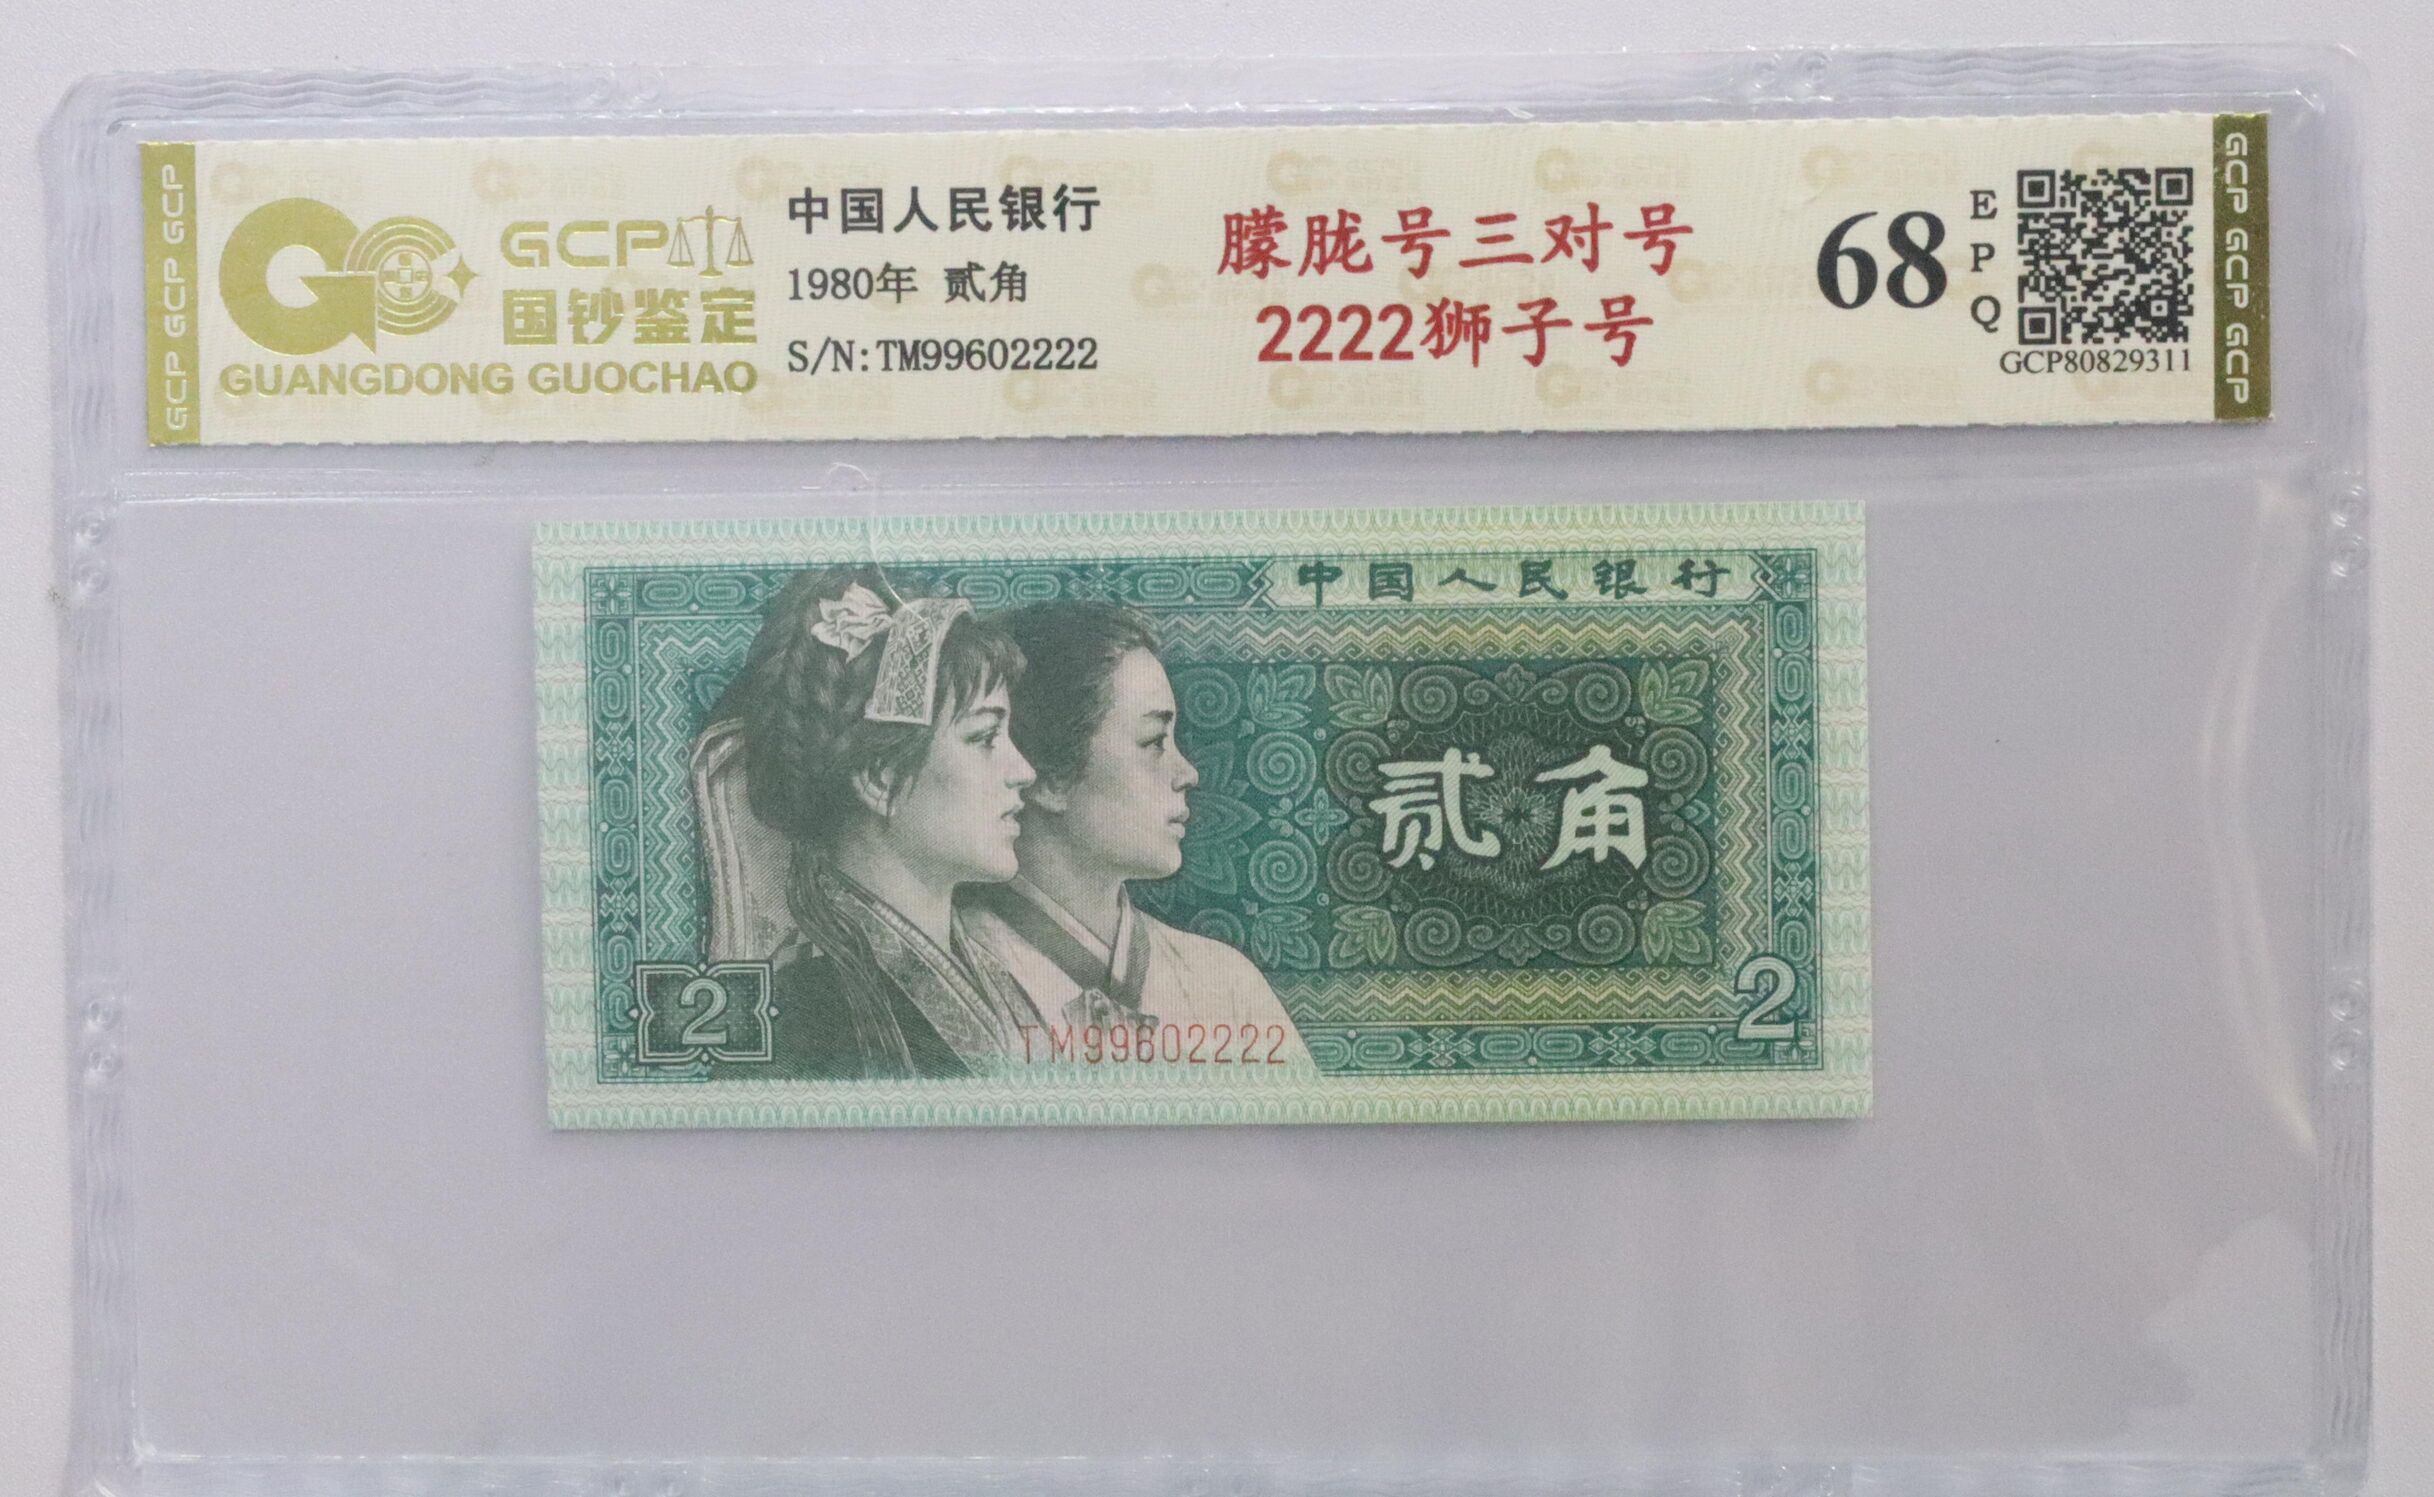 GCP GCP GCP
GCP
国钞鉴定
GUANGDONG GUOCHAO
中国人民银行
1980年 贰角
S/N:TM99602222
朦胧号三对号
2222狮子号
68
EPQ
GCP80829311
GCP GCP GCP
中国人民银行
贰角
2
TM99602222
2